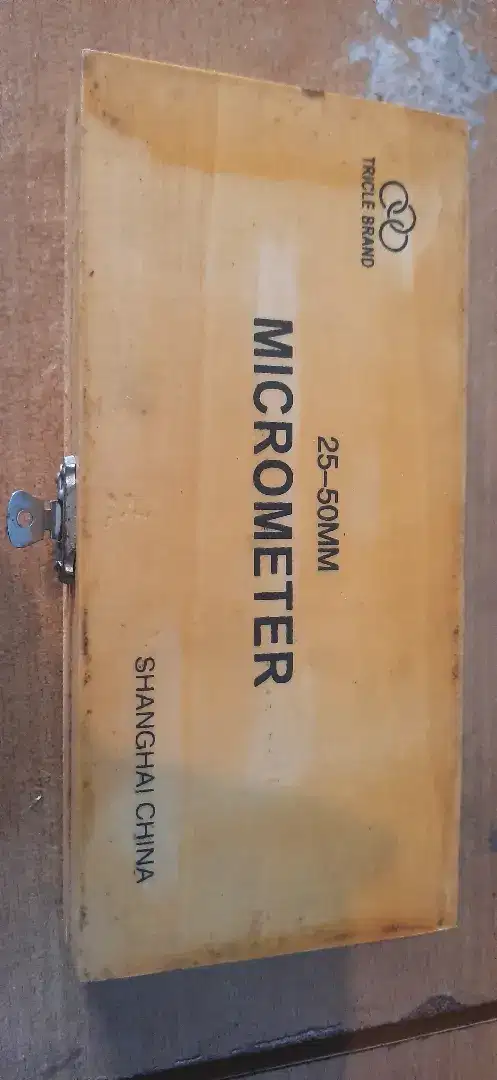 TRICLE BRAND
25–50MM
MICROMETER
SHANGHAI CHINA